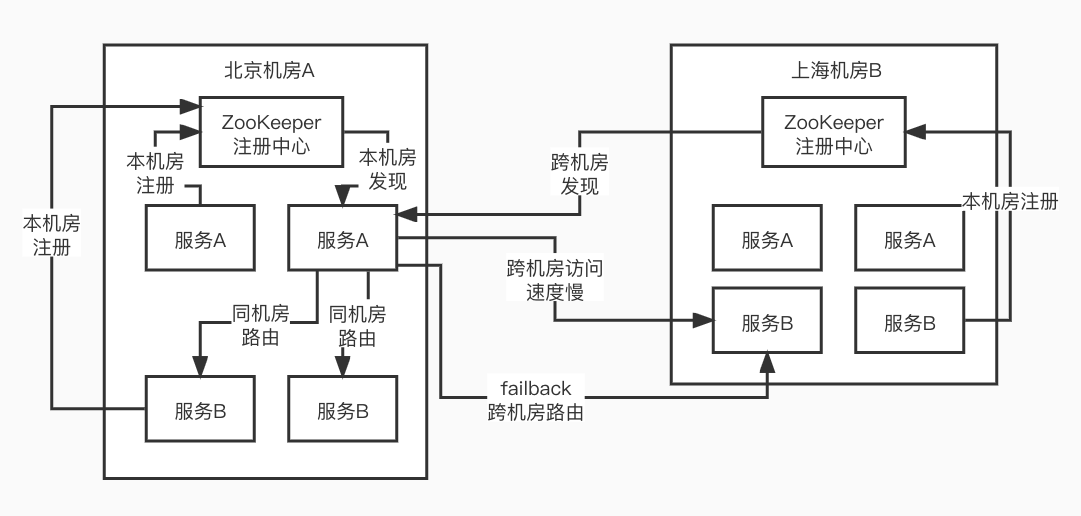 北京机房A
上海机房B
ZooKeeper
注册中心
ZooKeeper
注册中心
本机房
注册
本机房
发现
跨机房
发现
本机房注册
本机房
注册
服务A
服务A
服务A
服务A
跨机房访问
速度慢
同机房
路由
同机房
路由
服务B
服务B
failback
跨机房路由
服务B
服务B